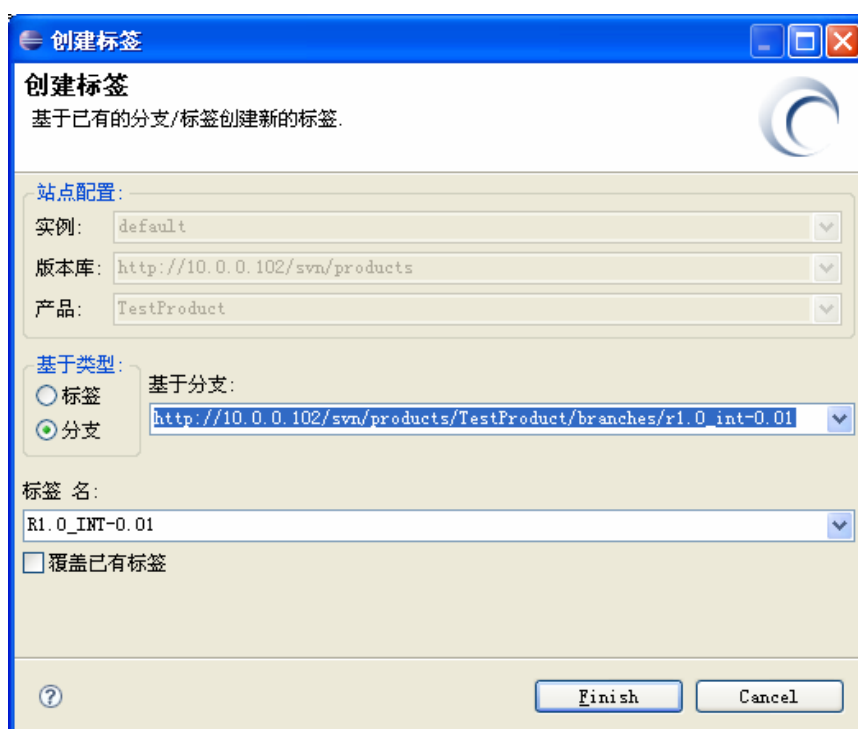 创建标签
创建标签
基于已有的分支/标签创建新的标签.
站点配置:
实例: default
版本库: http://10.0.0.102/svn/products
产品: TestProduct
基于类型:
标签
分支
基于分支:
http://10.0.0.102/svn/products/TestProduct/branches/r1.0_int-0.01
标签 名:
R1.0_INT-0.01
覆盖已有标签
?
Finish Cancel